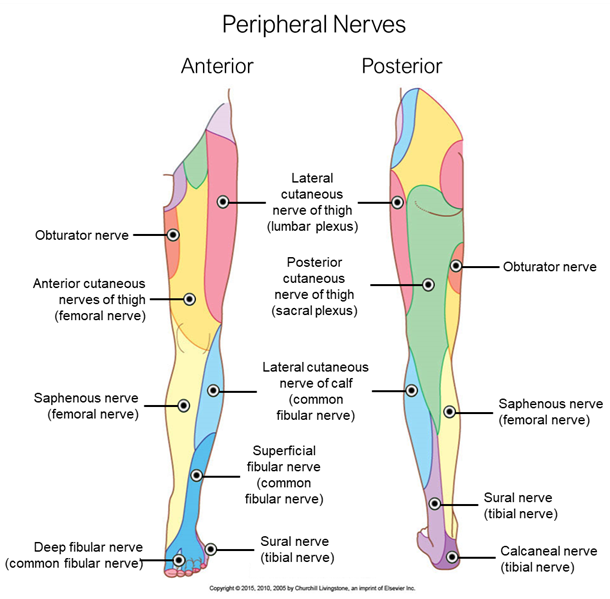 Peripheral Nerves
Anterior
Posterior
Lateral
cutaneous
nerve of thigh
(lumbar plexus)
Obturator nerve
Posterior
cutaneous
nerve of thigh
(sacral plexus)
Obturator nerve
Anterior cutaneous
nerves of thigh
(femoral nerve)
Lateral cutaneous
nerve of calf
(common
fibular nerve)
Saphenous nerve
(femoral nerve)
Saphenous nerve
(femoral nerve)
Superficial
fibular nerve
(common
fibular nerve)
Sural nerve
(tibial nerve)
Deep fibular nerve
(common fibular nerve)
Sural nerve
(tibial nerve)
Calcaneal nerve
(tibial nerve)
Copyright © 2015, 2010, 2005 by Churchill Livingstone, an imprint of Elsevier Inc.